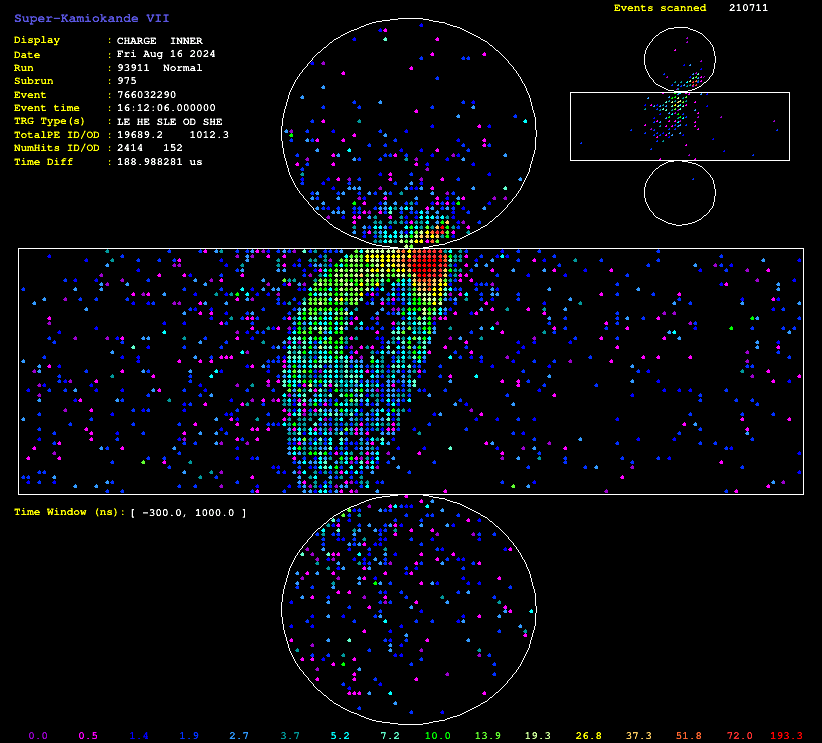 Events scanned 210711
Super-Kamiokande VII
Display : CHARGE INNER
Date : Fri Aug 16 2024
Run : 93911 Normal
Subrun : 975
Event : 766032290
Event time : 16:12:06.000000
TRG Type(s) : LE HE SLE OD SHE
TotalPE ID/OD : 19689.2 1012.3
NumHits ID/OD : 2414 152
Time Diff : 188.988281 us
Time Window (ns): [ -300.0, 1000.0 ]
0.0 0.5 1.4 1.9 2.7 3.7 5.2 7.2 10.0 13.9 19.3 26.8 37.3 51.8 72.0 193.3